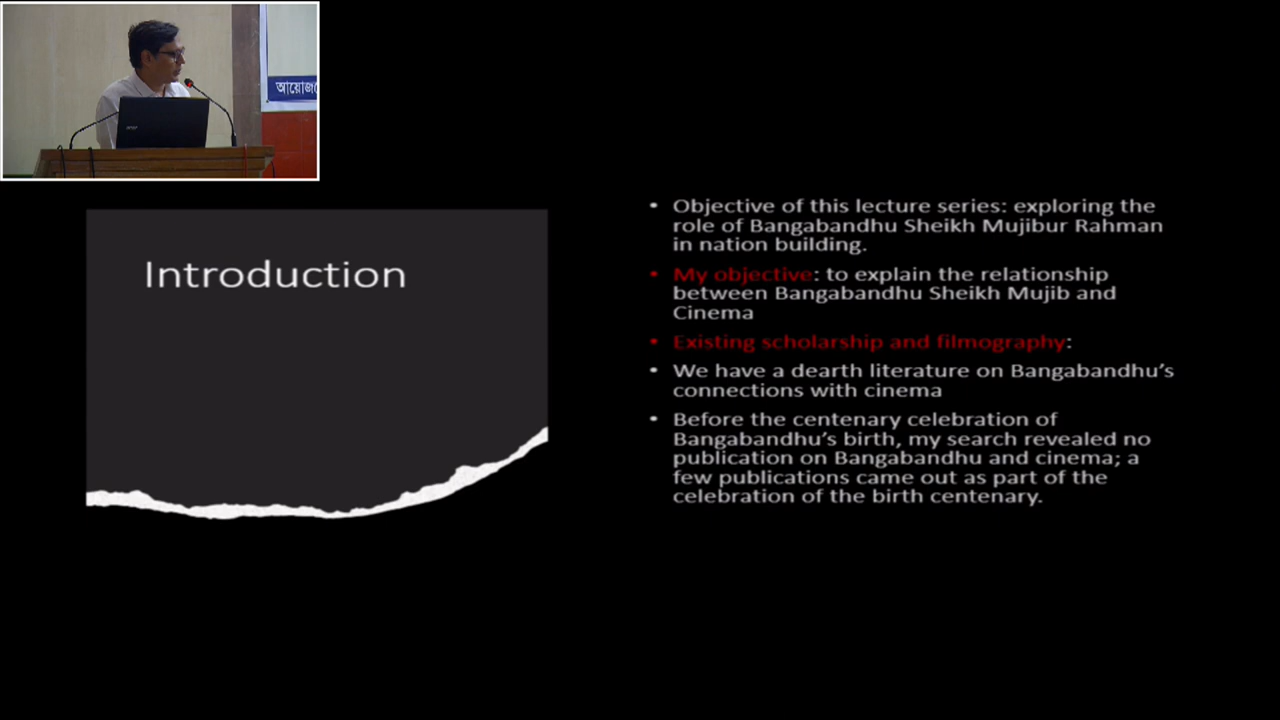 আয়োজ
Introduction
• Objective of this lecture series: exploring the
role of Bangabandhu Sheikh Mujibur Rahman
in nation building.
• My objective: to explain the relationship
between Bangabandhu Sheikh Mujib and
Cinema
• Existing scholarship and filmography:
• We have a dearth literature on Bangabandhu’s
connections with cinema
• Before the centenary celebration of
Bangabandhu’s birth, my search revealed no
publication on Bangabandhu and cinema; a
few publications came out as part of the
celebration of the birth centenary.